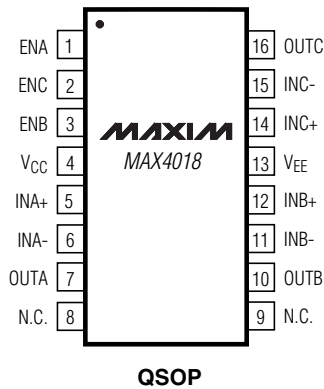 ENA 1 16 OUTC
ENC 2 15 INC-
ENB 3 MAXIM 14 INC+
VCC 4 MAX4018 13 VEE
INA+ 5 12 INB+
INA- 6 11 INB-
OUTA 7 10 OUTB
N.C. 8 9 N.C.
QSOP